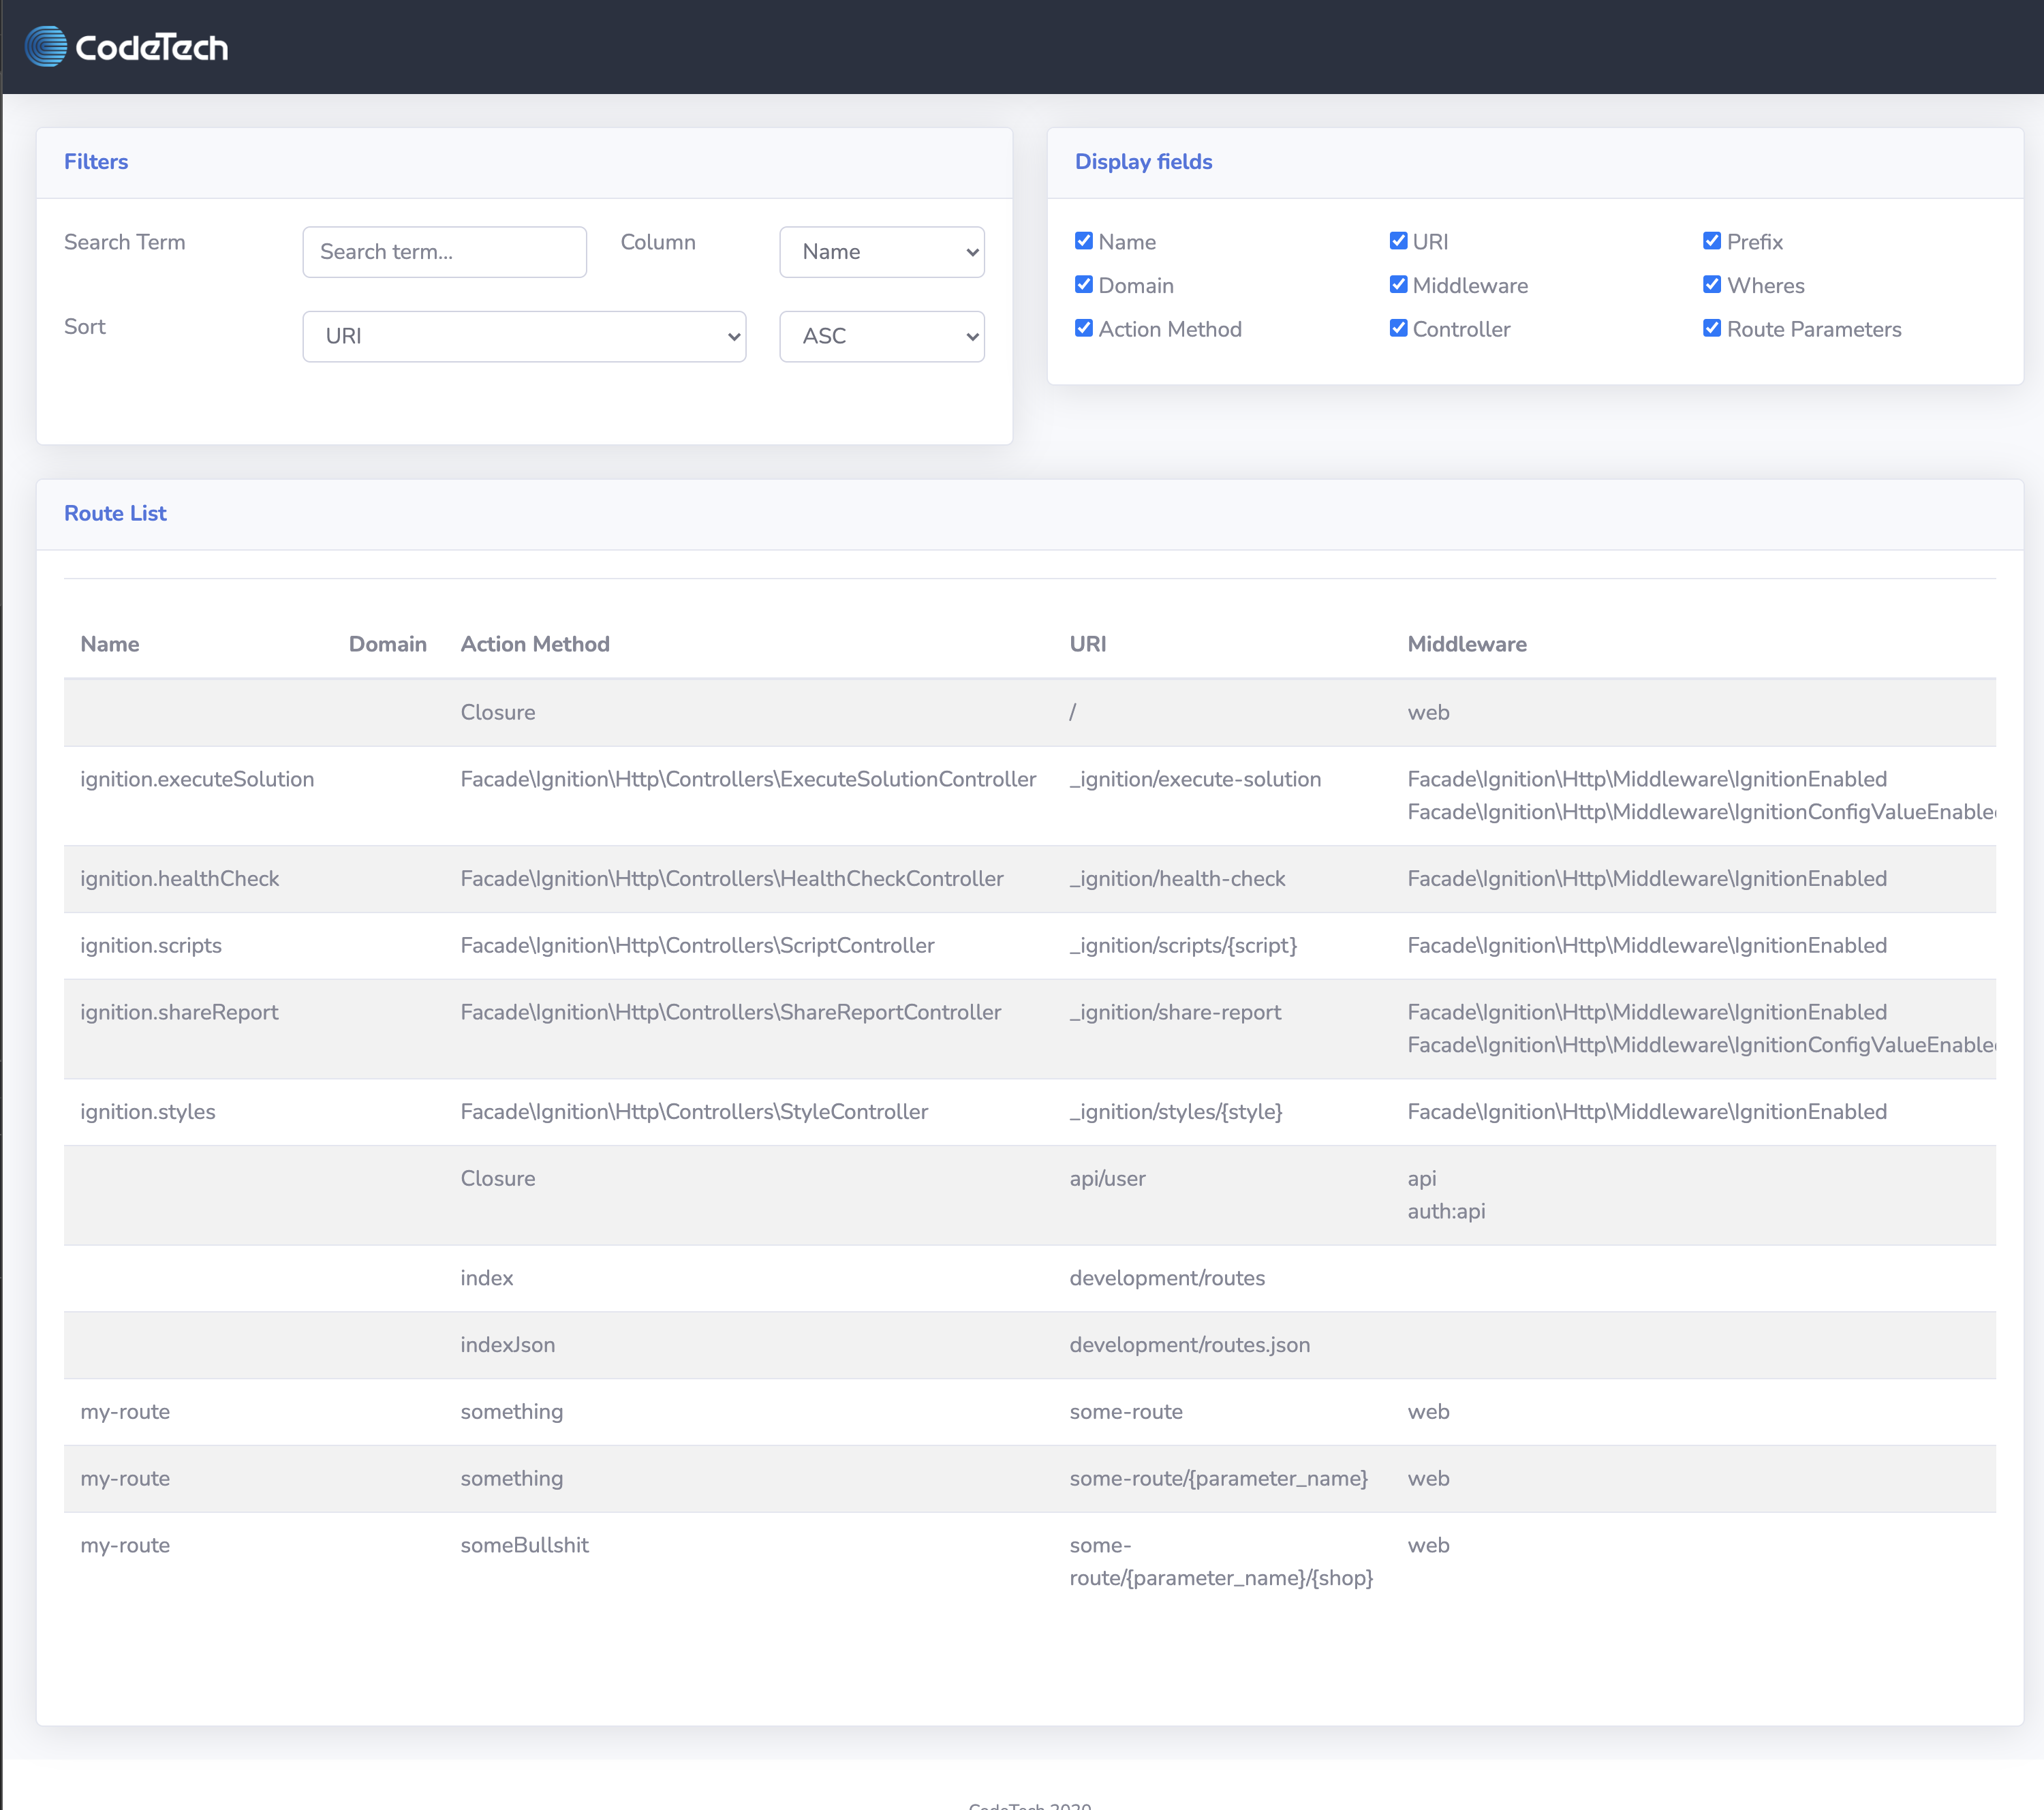 CodeTech
Filters
Search Term Search term... Column Name
Sort URI ASC
Display fields
Name URI Prefix
Domain Middleware Wheres
Action Method Controller Route Parameters
Route List
Name Domain Action Method URI Middleware
Closure / web
ignition.executeSolution Facade\Ignition\Http\Controllers\ExecuteSolutionController _ignition/execute-solution Facade\Ignition\Http\Middleware\IgnitionEnabled
Facade\Ignition\Http\Middleware\IgnitionConfigValueEnable
ignition.healthCheck Facade\Ignition\Http\Controllers\HealthCheckController _ignition/health-check Facade\Ignition\Http\Middleware\IgnitionEnabled
ignition.scripts Facade\Ignition\Http\Controllers\ScriptController _ignition/scripts/{script} Facade\Ignition\Http\Middleware\IgnitionEnabled
ignition.shareReport Facade\Ignition\Http\Controllers\ShareReportController _ignition/share-report Facade\Ignition\Http\Middleware\IgnitionEnabled
Facade\Ignition\Http\Middleware\IgnitionConfigValueEnable
ignition.styles Facade\Ignition\Http\Controllers\StyleController _ignition/styles/{style} Facade\Ignition\Http\Middleware\IgnitionEnabled
Closure api/user api
auth:api
index development/routes
indexJson development/routes.json
my-route something some-route web
my-route something some-route/{parameter_name} web
my-route someBullshit some- web
route/{parameter_name}/{shop}
CodeTech 2020